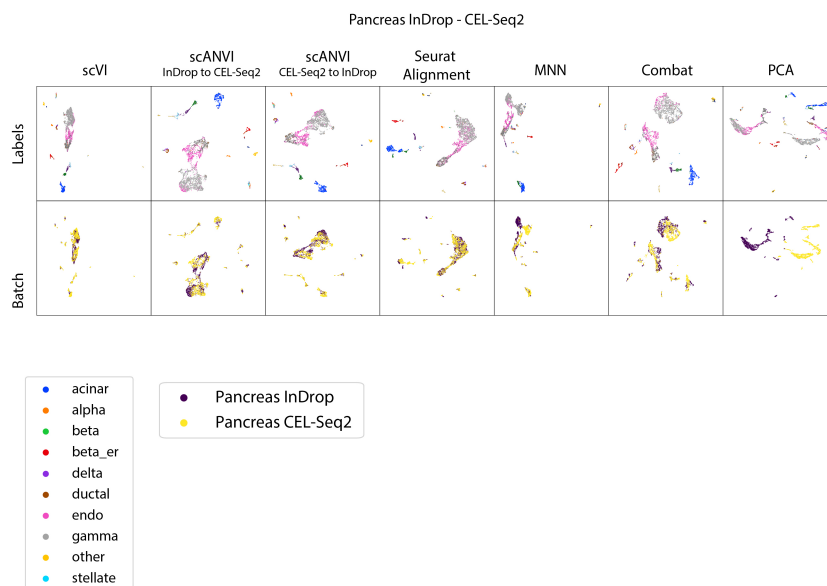 Pancreas InDrop - CEL-Seq2
scVI
scANVI
InDrop to CEL-Seq2
scANVI
CEL-Seq2 to InDrop
Seurat
Alignment
MNN
Combat
PCA
Labels
Batch
acinar
alpha
beta
beta_er
delta
ductal
endo
gamma
other
stellate
Pancreas InDrop
Pancreas CEL-Seq2